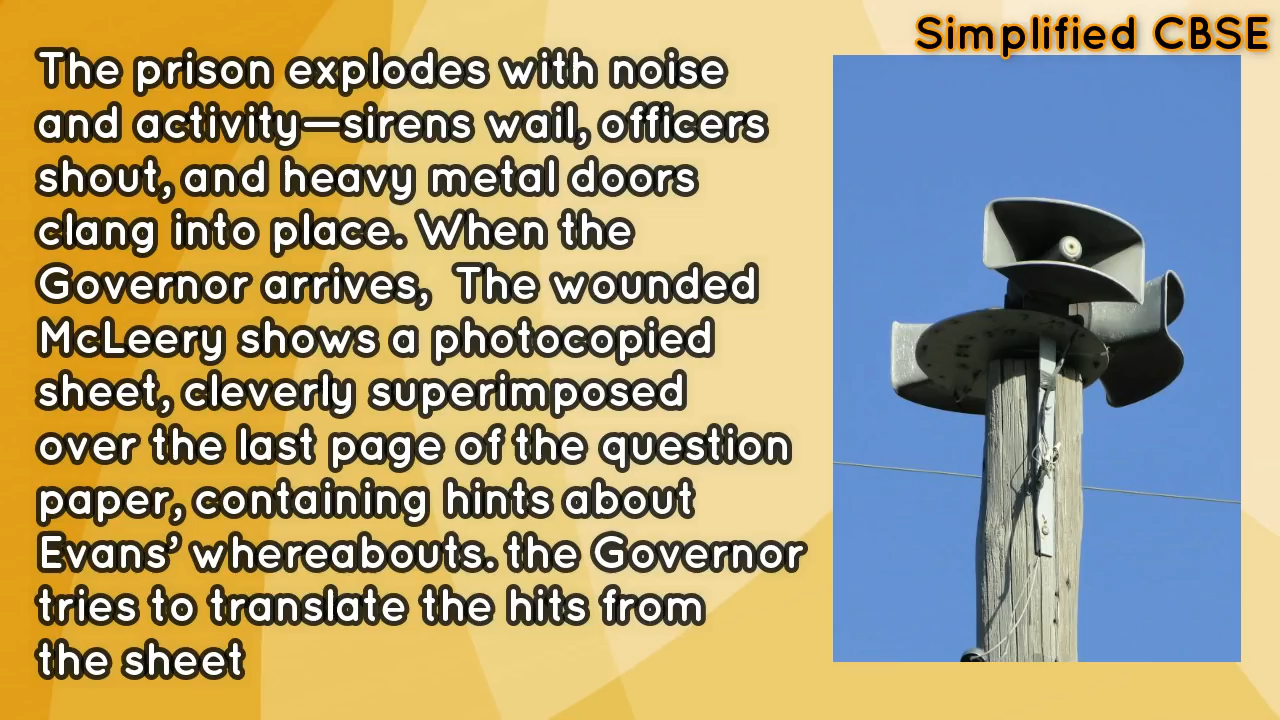 Simplified CBSE
The prison explodes with noise
and activity—sirens wail, officers
shout, and heavy metal doors
clang into place. When the
Governor arrives,  The wounded
McLeery shows a photocopied
sheet, cleverly superimposed
over the last page of the question
paper, containing hints about
Evans’ whereabouts. the Governor
tries to translate the hits from
the sheet